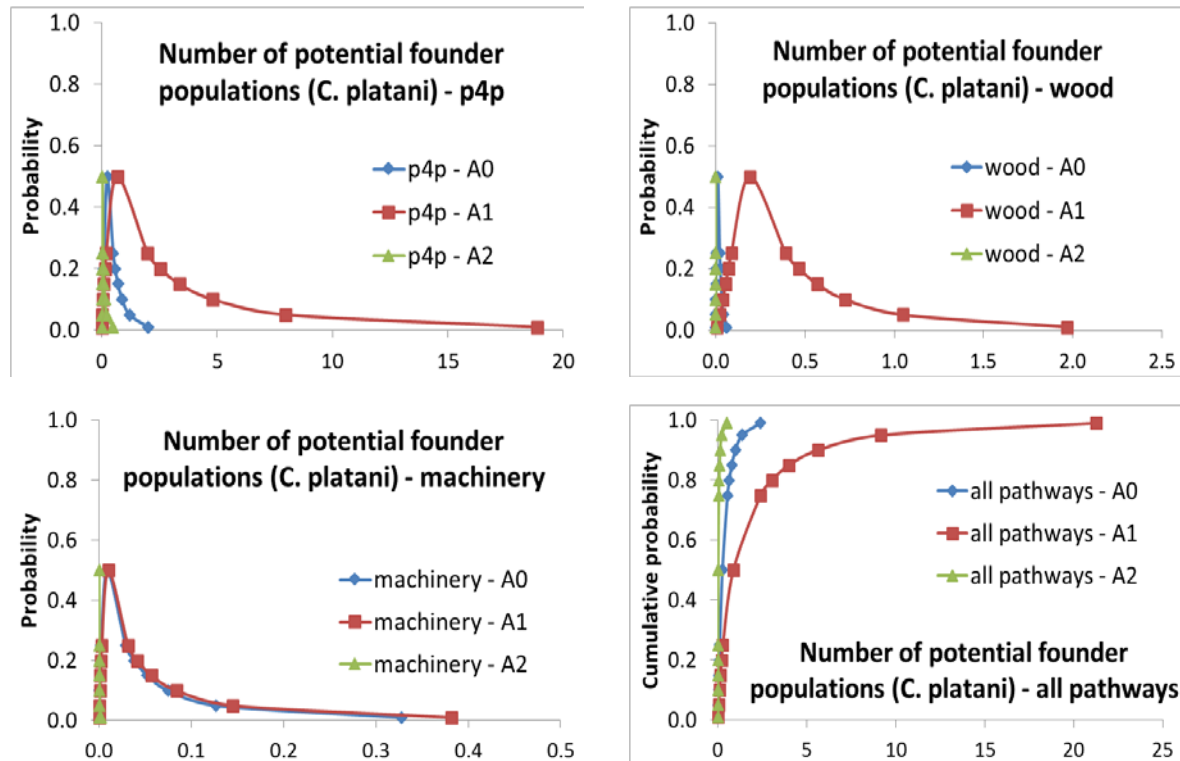 Number of potential founder
populations (C. platani) - p4p
Probability
1.0
0.8
0.6
0.4
0.2
0.0
0
5
10
15
20
p4p - A0
p4p - A1
p4p - A2
Number of potential founder
populations (C. platani) - wood
Probability
1.0
0.8
0.6
0.4
0.2
0.0
0.0
0.5
1.0
1.5
2.0
2.5
wood - A0
wood - A1
wood - A2
Number of potential founder
populations (C. platani) - machinery
Probability
1.0
0.8
0.6
0.4
0.2
0.0
0.0
0.1
0.2
0.3
0.4
0.5
machinery - A0
machinery - A1
machinery - A2
Cumulative probability
1.0
0.8
0.6
0.4
0.2
0.0
0
5
10
15
20
25
all pathways - A0
all pathways - A1
all pathways - A2
Number of potential founder
populations (C. platani) - all pathways